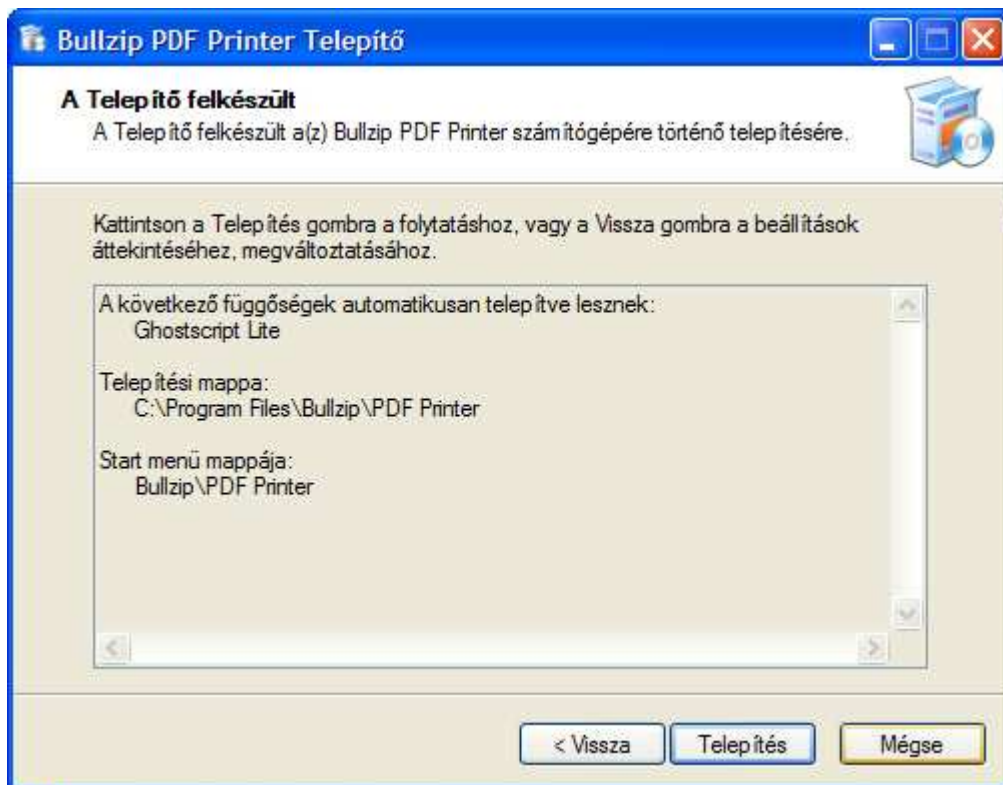 Bullzip PDF Printer Telepítő
A Telepítő felkészült
A Telepítő felkészült a(z) Bullzip PDF Printer számítógépére történő telepítésére.
Kattintson a Telepítés gombra a folytatáshoz, vagy a Vissza gombra a beállítások
áttekintéséhez, megváltoztatásához.
A következő függőségek automatikusan telepítve lesznek:
Ghostscript Lite
Telepítési mappa:
C:\Program Files\Bullzip\PDF Printer
Start menü mappája:
Bullzip\PDF Printer
< Vissza
Telepítés
Mégse